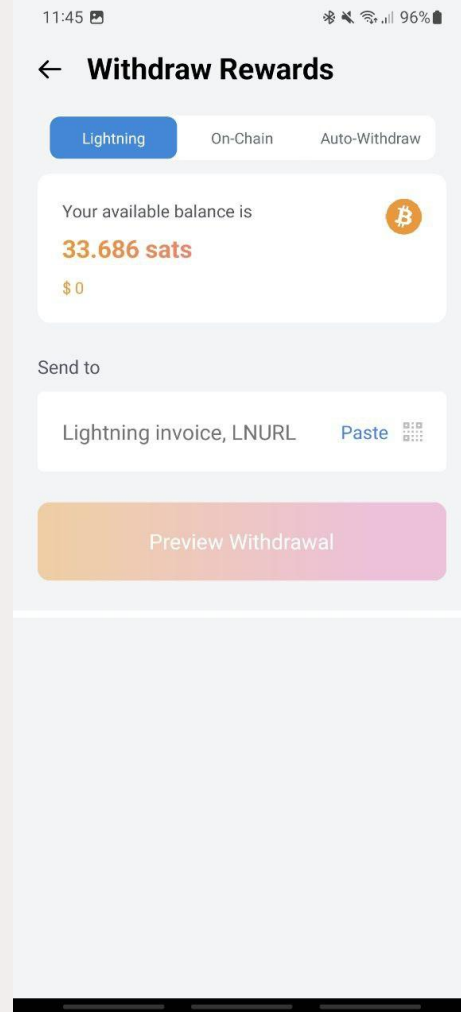 11:45 96%
Withdraw Rewards
Lightning On-Chain Auto-Withdraw
Your available balance is
33.686 sats
$ 0
Send to
Lightning invoice, LNURL Paste
Preview Withdrawal